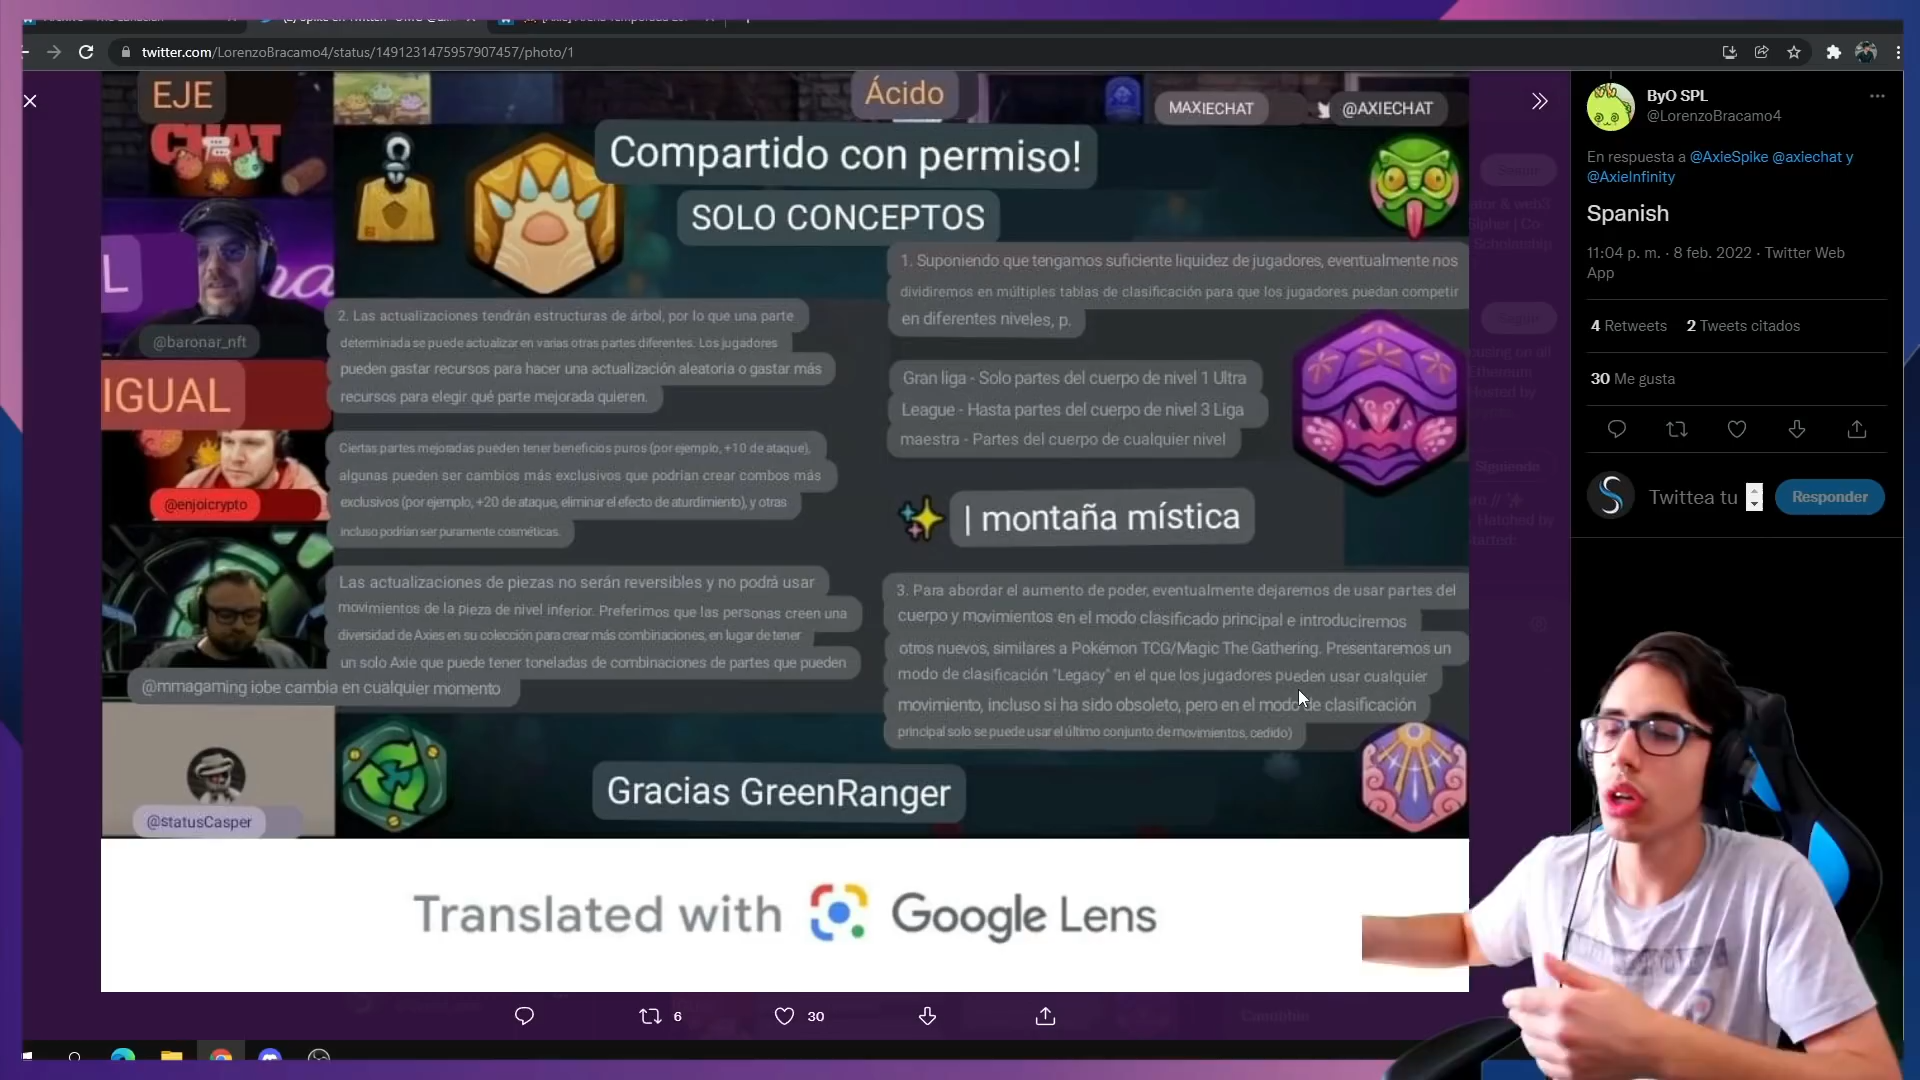 twitter.com/LorenzoBracamo4/status/1491231475957907457/photo/1
EJE
CHAT
Ácido
MAXIECHAT
@AXIECHAT
Compartido con permiso!
SOLO CONCEPTOS
1. Suponiendo que tengamos suficiente liquidez de jugadores, eventualmente nos
dividiremos en múltiples tablas de clasificación para que los jugadores puedan competir
en diferentes niveles, p.
Gran liga - Solo partes del cuerpo de nivel 1 Ultra
League - Hasta partes del cuerpo de nivel 3 Liga
maestra - Partes del cuerpo de cualquier nivel
| montaña mística
3. Para abordar el aumento de poder, eventualmente dejaremos de usar partes del
cuerpo y movimientos en el modo clasificado principal e introduciremos
otros nuevos, similares a Pokémon TCG/Magic The Gathering. Presentaremos un
modo de clasificación "Legacy" en el que los jugadores pueden usar cualquier
movimiento, incluso si ha sido obsoleto, pero en el modo de clasificación
principal solo se puede usar el último conjunto de movimientos, cedido)
2. Las actualizaciones tendrán estructuras de árbol, por lo que una parte
determinada se puede actualizar en varias otras partes diferentes. Los jugadores
pueden gastar recursos para hacer una actualización aleatoria o gastar más
recursos para elegir qué parte mejorada quieren.
Ciertas partes mejoradas pueden tener beneficios puros (por ejemplo, +10 de ataque),
algunas pueden ser cambios más exclusivos que podrían crear combos más
exclusivos (por ejemplo, +20 de ataque, eliminar el efecto de aturdimiento), y otras
incluso podrían ser puramente cosméticas.
Las actualizaciones de piezas no serán reversibles y no podrá usar
movimientos de la pieza de nivel inferior. Preferimos que las personas creen una
diversidad de Axies en su colección para crear más combinaciones, en lugar de tener
un solo Axie que puede tener toneladas de combinaciones de partes que pueden
@mmagaming iobe cambia en cualquier momento
L
@baronar_nft
IGUAL
@enjoicrypto
@statusCasper
Gracias GreenRanger
Translated with Google Lens
6
30
ByO SPL
@LorenzoBracamo4
En respuesta a @AxieSpike @axiechat y
@AxieInfinity
Spanish
11:04 p. m. · 8 feb. 2022 · Twitter Web
App
4 Retweets 2 Tweets citados
30 Me gusta
Twittea tu
Responder